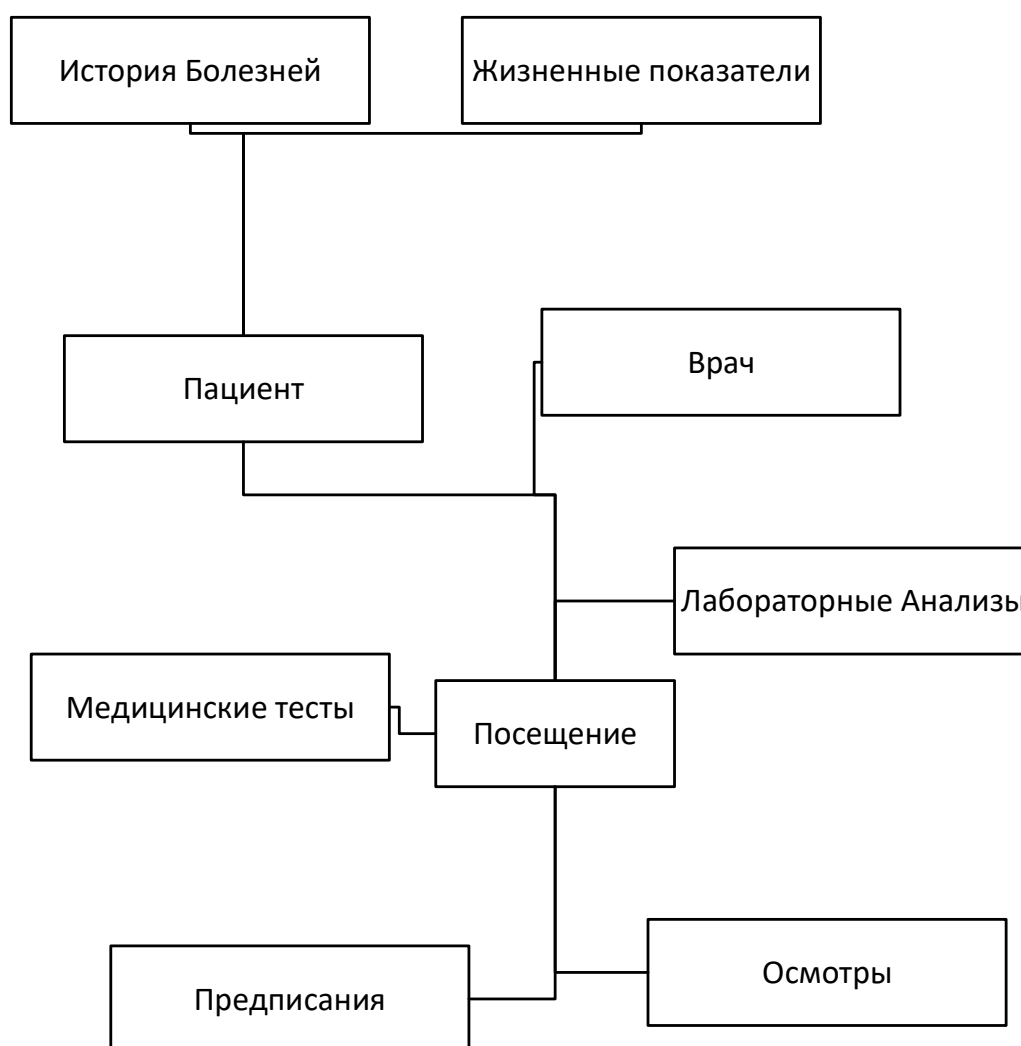 История Болезней
Жизненные показатели
Пациент
Врач
Лабораторные Анализы
Медицинские тесты
Посещение
Предписания
Осмотры